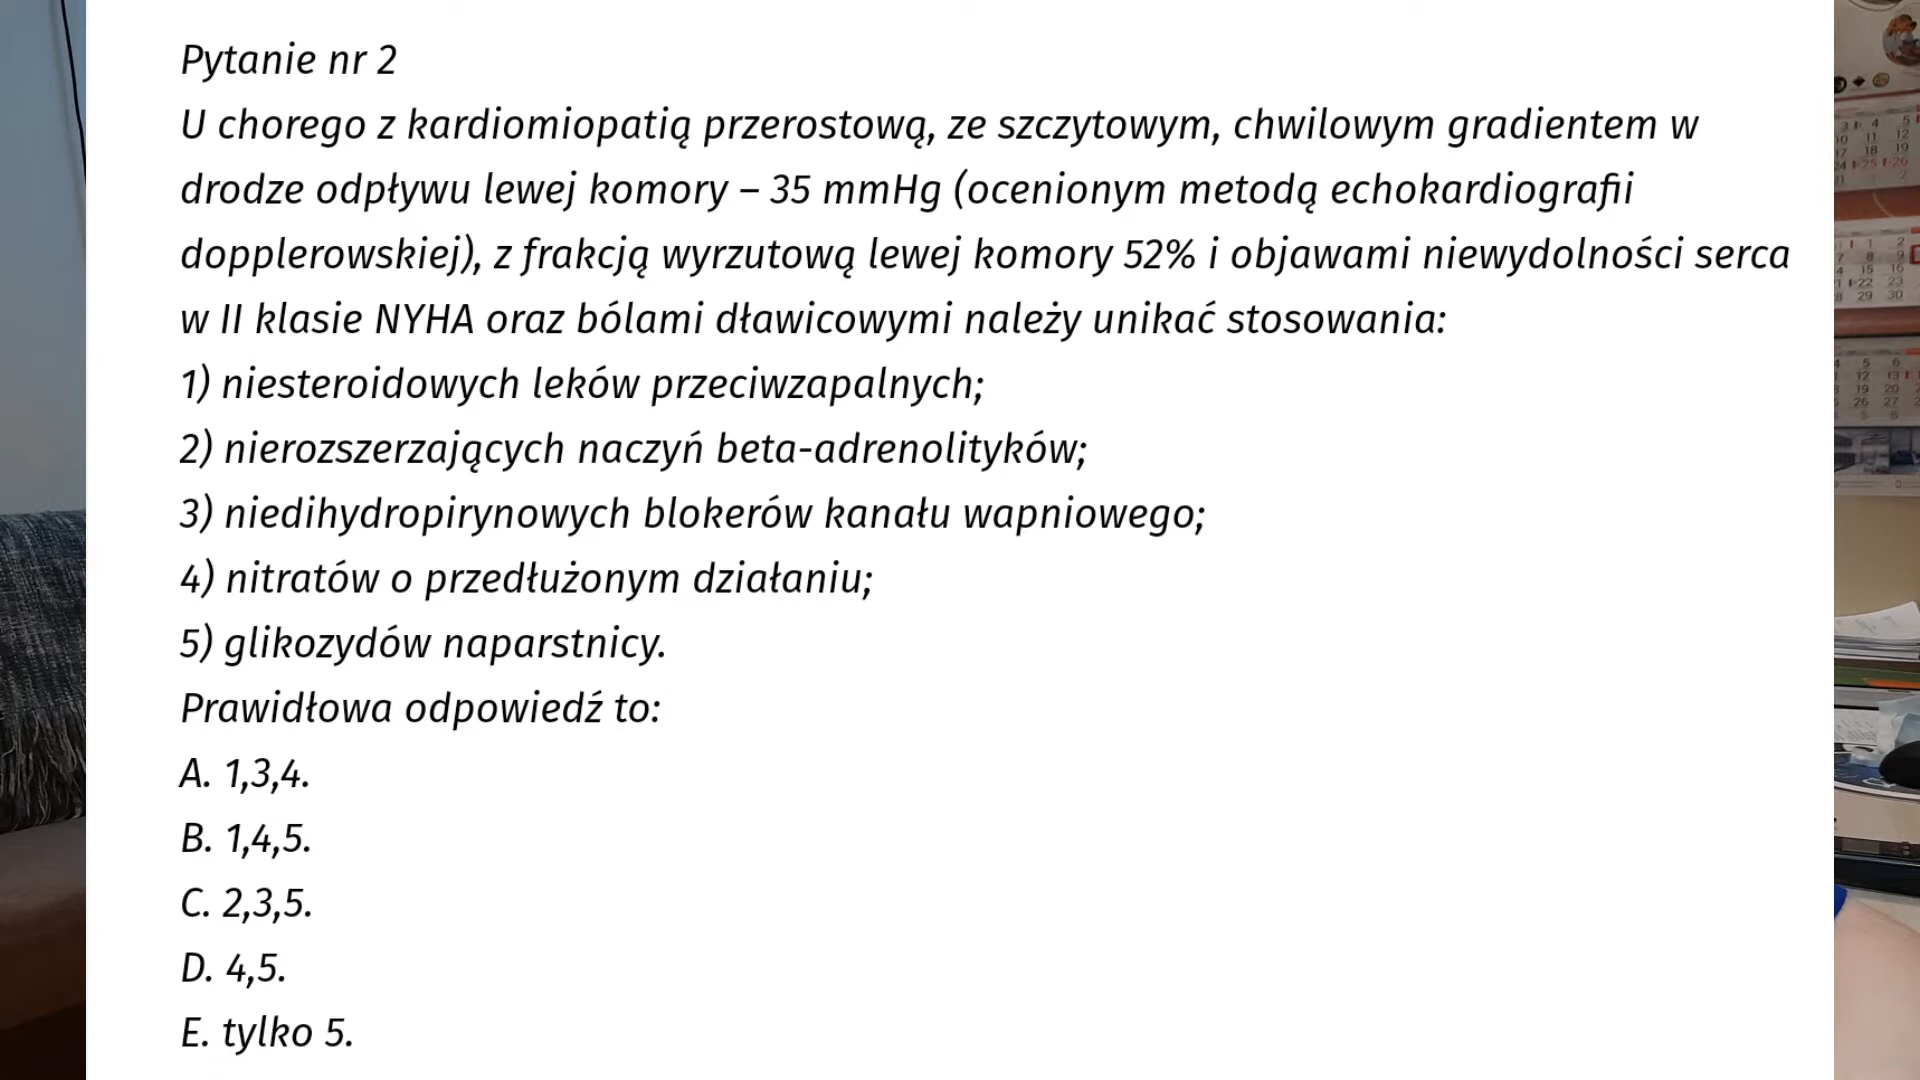 Pytanie nr 2
U chorego z kardiomiopatią przerostową, ze szczytowym, chwilowym gradientem w
drodze odpływu lewej komory – 35 mmHg (ocenionym metodą echokardiografii
dopplerowskiej), z frakcją wyrzutową lewej komory 52% i objawami niewydolności serca
w II klasie NYHA oraz bólami dławicowymi należy unikać stosowania:
1) niesteroidowych leków przeciwzapalnych;
2) nierozszerzających naczyń beta-adrenolityków;
3) niedihydropirynowych blokerów kanału wapniowego;
4) nitratów o przedłużonym działaniu;
5) glikozydów naparstnicy.
Prawidłowa odpowiedź to:
A. 1,3,4.
B. 1,4,5.
C. 2,3,5.
D. 4,5.
E. tylko 5.